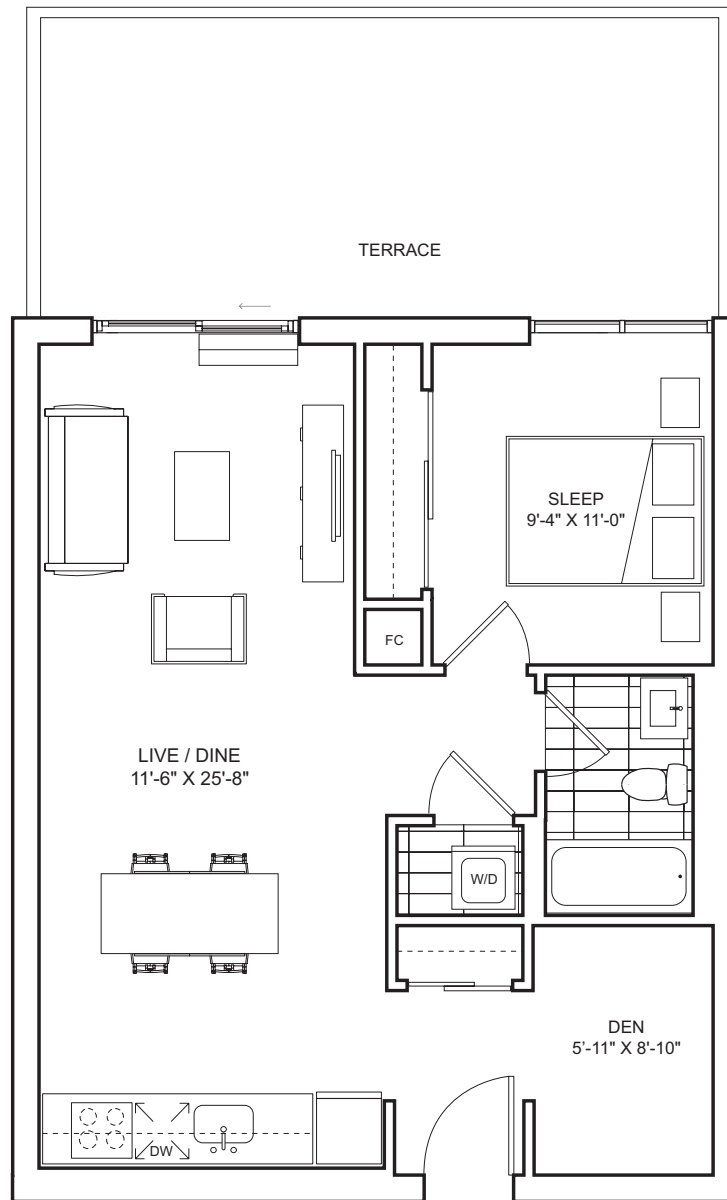 TERRACE
SLEEP
9'-4" X 11'-0"
FC
LIVE / DINE
11'-6" X 25'-8"
W/D
DEN
5'-11" X 8'-10"
DW